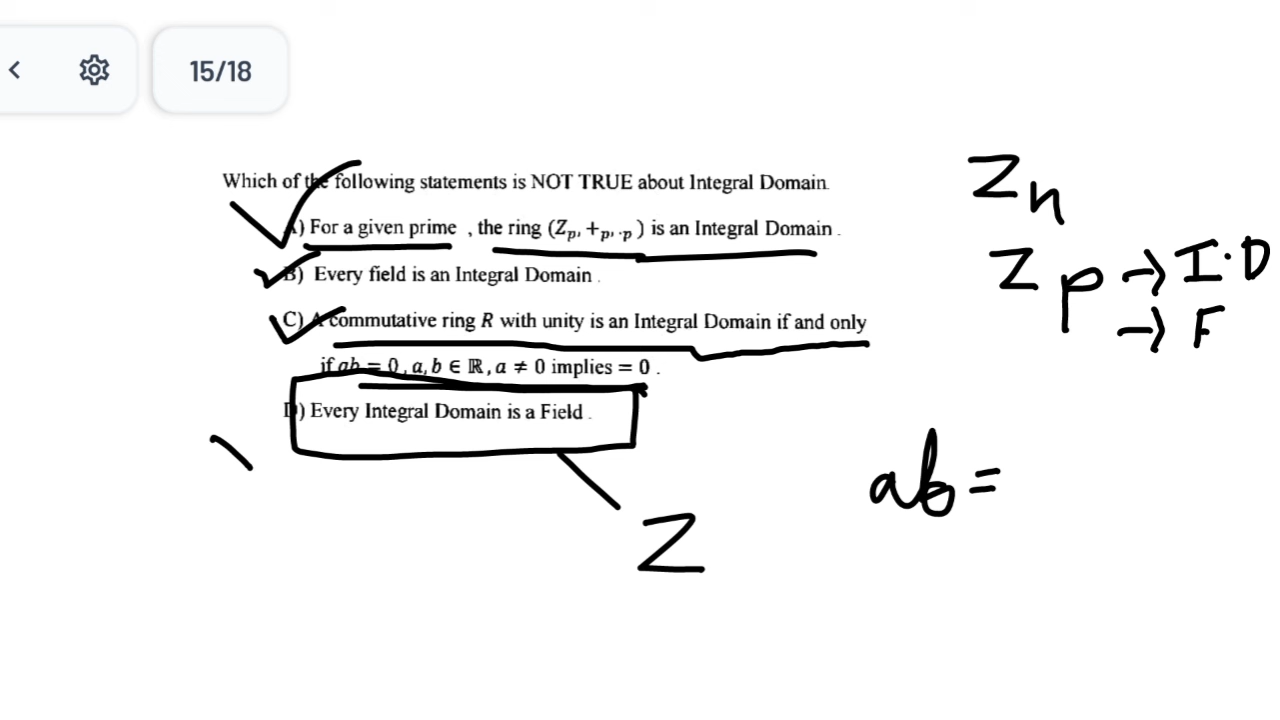 15/18
Which of the following statements is NOT TRUE about Integral Domain.
A) For a given prime , the ring (Zₚ, +ₚ, ·ₚ) is an Integral Domain .
B) Every field is an Integral Domain .
C) A commutative ring R with unity is an Integral Domain if and only
if ab = 0 , a, b ∈ ℝ, a ≠ 0 implies = 0 .
D) Every Integral Domain is a Field .
Zn
Zp → I.D
→ F
ab =
Z